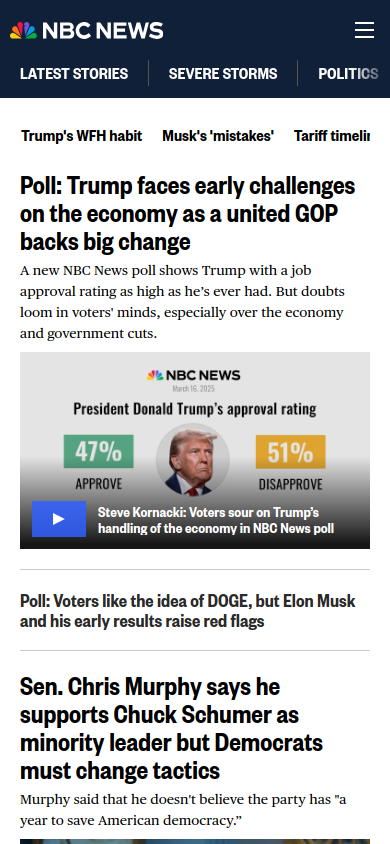 NBC NEWS
LATEST STORIES
SEVERE STORMS
POLITICS
Trump's WFH habit
Musk's 'mistakes'
Tariff timelin
Poll: Trump faces early challenges
on the economy as a united GOP
backs big change
A new NBC News poll shows Trump with a job
approval rating as high as he’s ever had. But doubts
loom in voters' minds, especially over the economy
and government cuts.
NBC NEWS
March 16, 2025
President Donald Trump’s approval rating
47%
51%
APPROVE
DISAPPROVE
Steve Kornacki: Voters sour on Trump’s
handling of the economy in NBC News poll
Poll: Voters like the idea of DOGE, but Elon Musk
and his early results raise red flags
Sen. Chris Murphy says he
supports Chuck Schumer as
minority leader but Democrats
must change tactics
Murphy said that he doesn't believe the party has "a
year to save American democracy.”